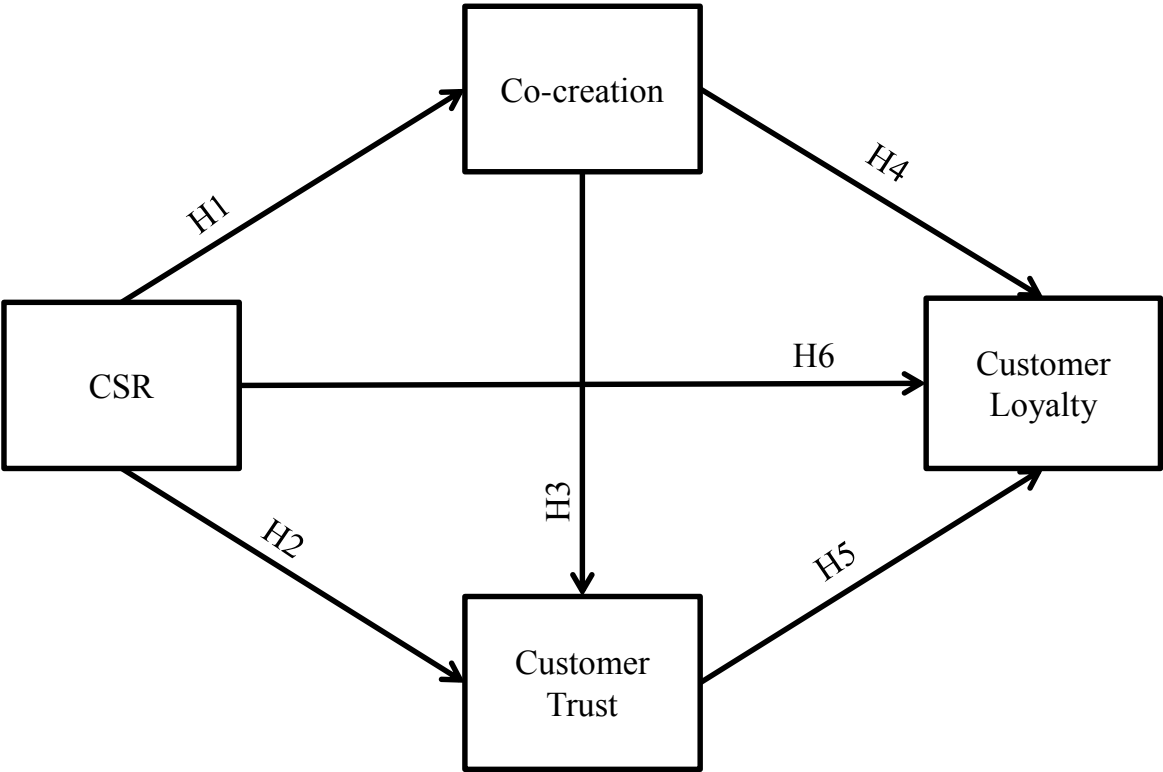 Co-creation
H4
H1
H6
Customer
Loyalty
CSR
H3
H2
H5
Customer
Trust